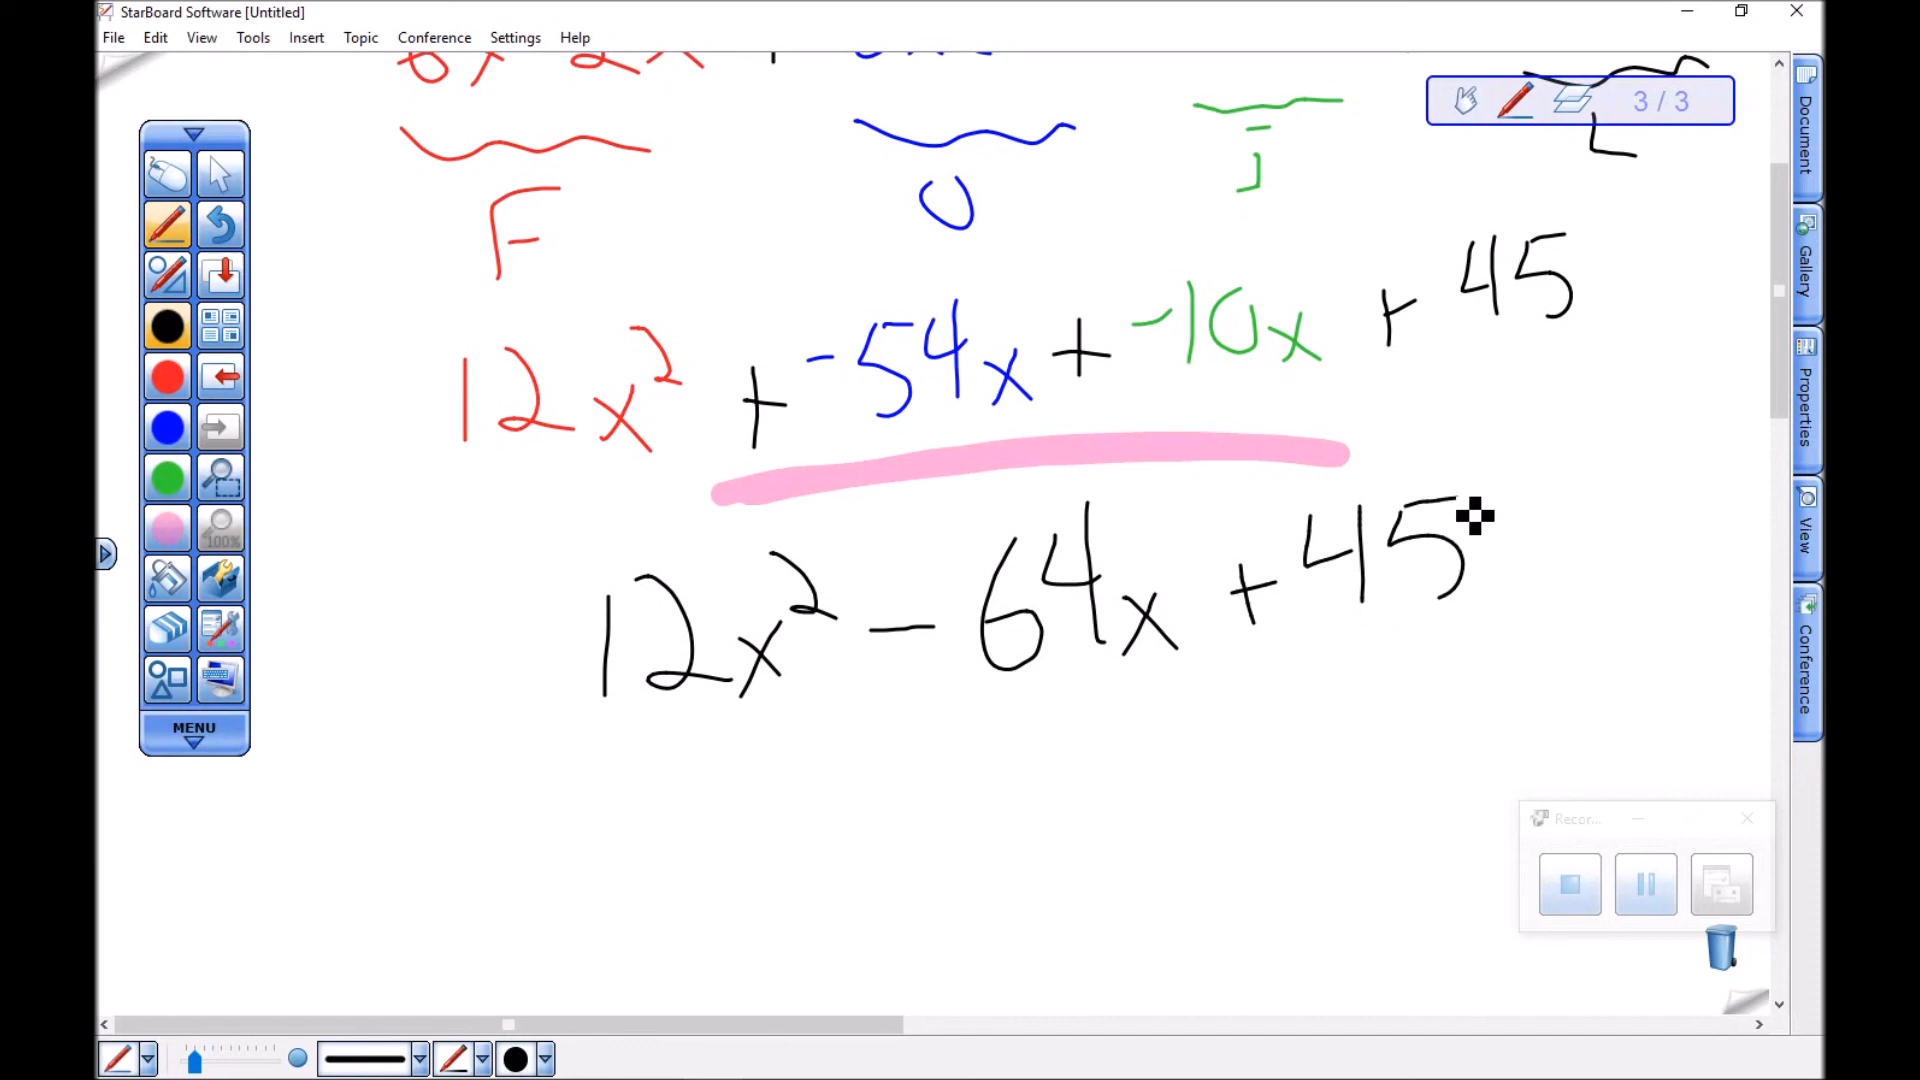 StarBoard Software [Untitled]
File Edit View Tools Insert Topic Conference Settings Help
3 / 3
F
O
I
L
12x² + -54x + -10x + 45
12x² - 64x + 45
100%
MENU
Document
Gallery
Properties
View
Conference
Recor...